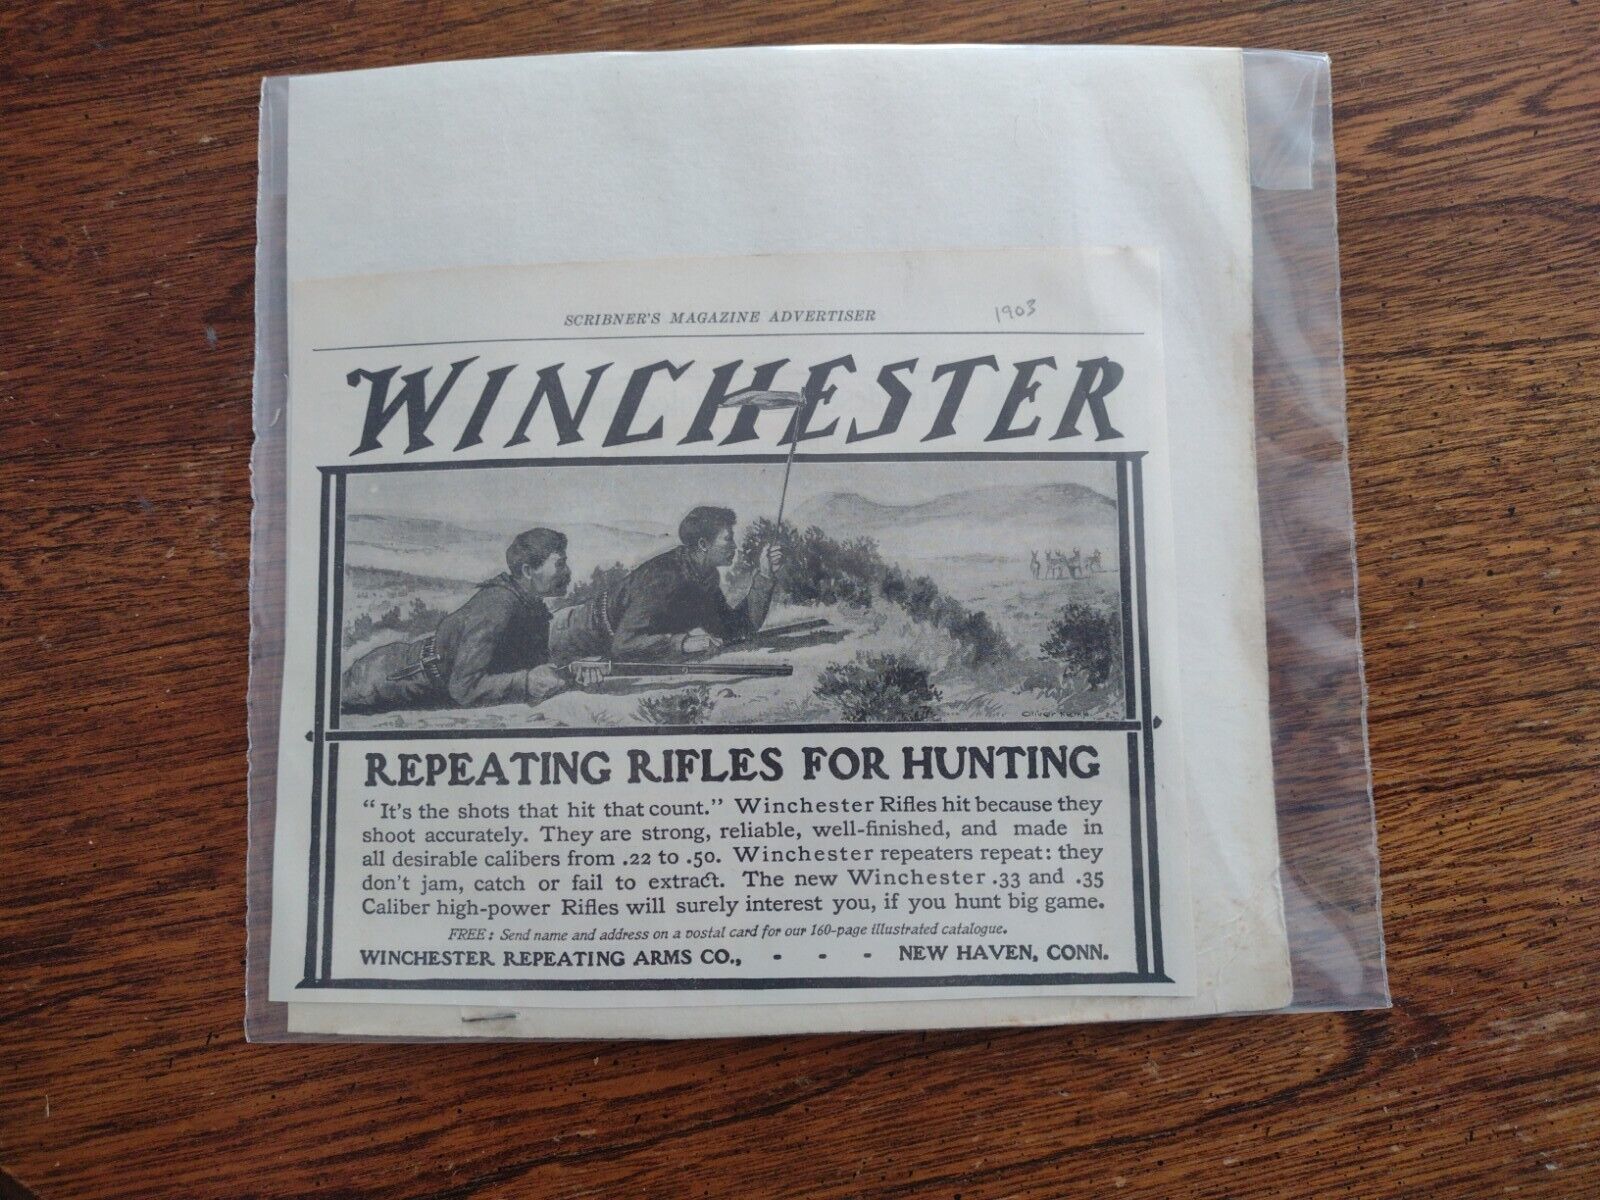 SCRIBNER'S MAGAZINE ADVERTISER 1903
WINCHESTER
Oliver Kemp
REPEATING RIFLES FOR HUNTING
"It's the shots that hit that count." Winchester Rifles hit because they
shoot accurately. They are strong, reliable, well-finished, and made in
all desirable calibers from .22 to .50. Winchester repeaters repeat: they
don't jam, catch or fail to extract. The new Winchester .33 and .35
Caliber high-power Rifles will surely interest you, if you hunt big game.
FREE: Send name and address on a postal card for our 160-page illustrated catalogue.
WINCHESTER REPEATING ARMS CO., - - - NEW HAVEN, CONN.